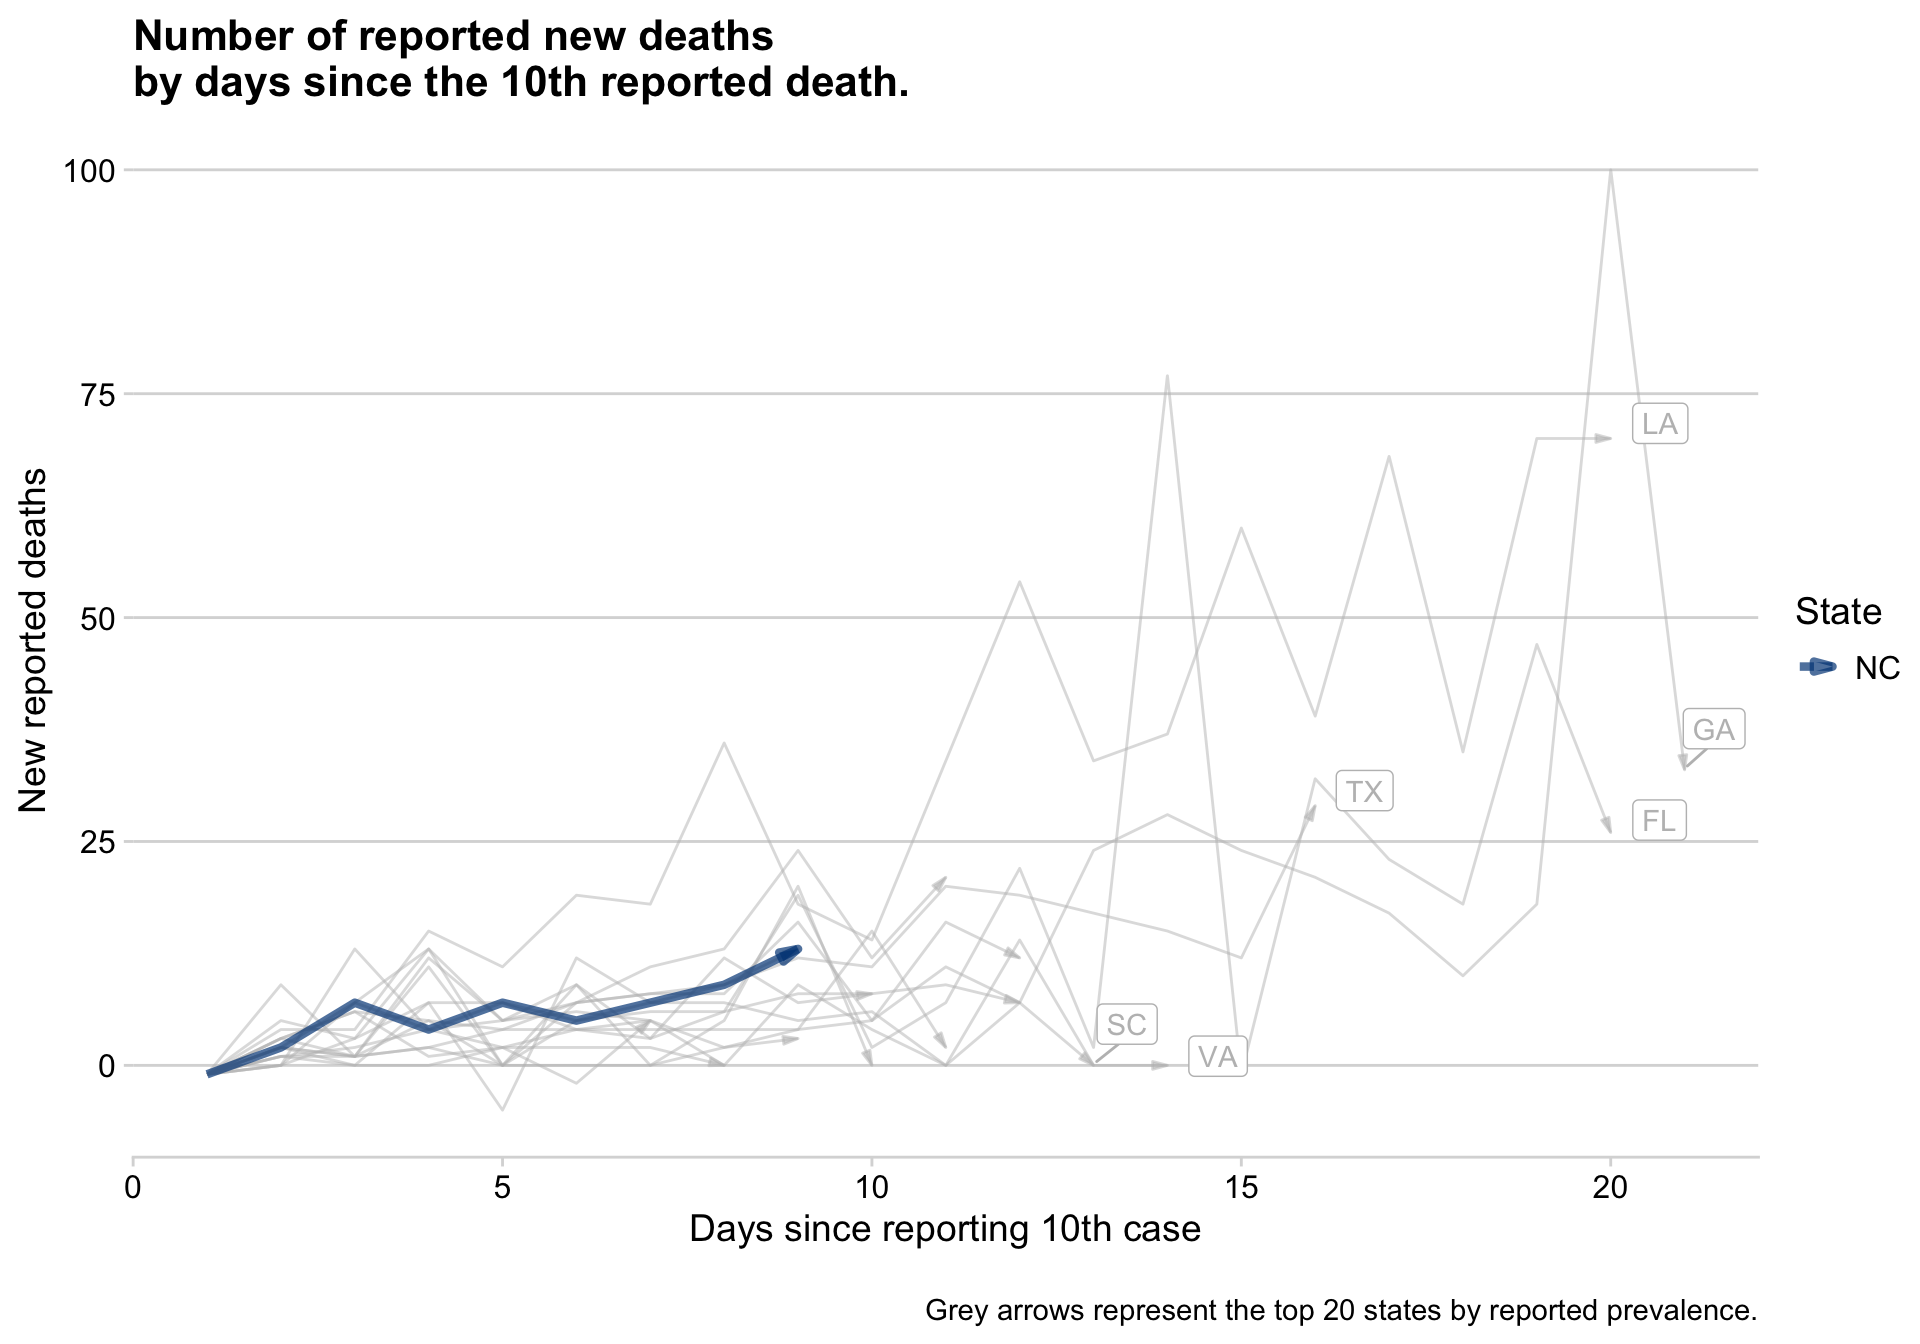 Number of reported new deaths
by days since the 10th reported death.
100
75
50
25
0
New reported deaths
LA
GA
TX
FL
SC
VA
State
NC
0 5 10 15 20
Days since reporting 10th case
Grey arrows represent the top 20 states by reported prevalence.